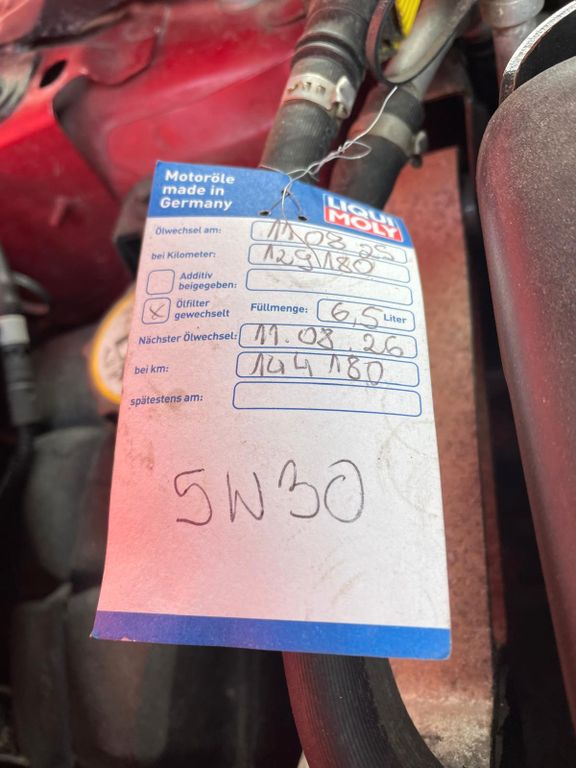 Motoröle
made in
Germany
LIQUI
MOLY
Ölwechsel am: 11.08.25
bei Kilometer: 129180
Additiv
beigegeben:
☒ Ölfilter
gewechselt
Füllmenge: 6,5 Liter
Nächster Ölwechsel: 11.08.26
bei km: 144180
spätestens am:
5W30